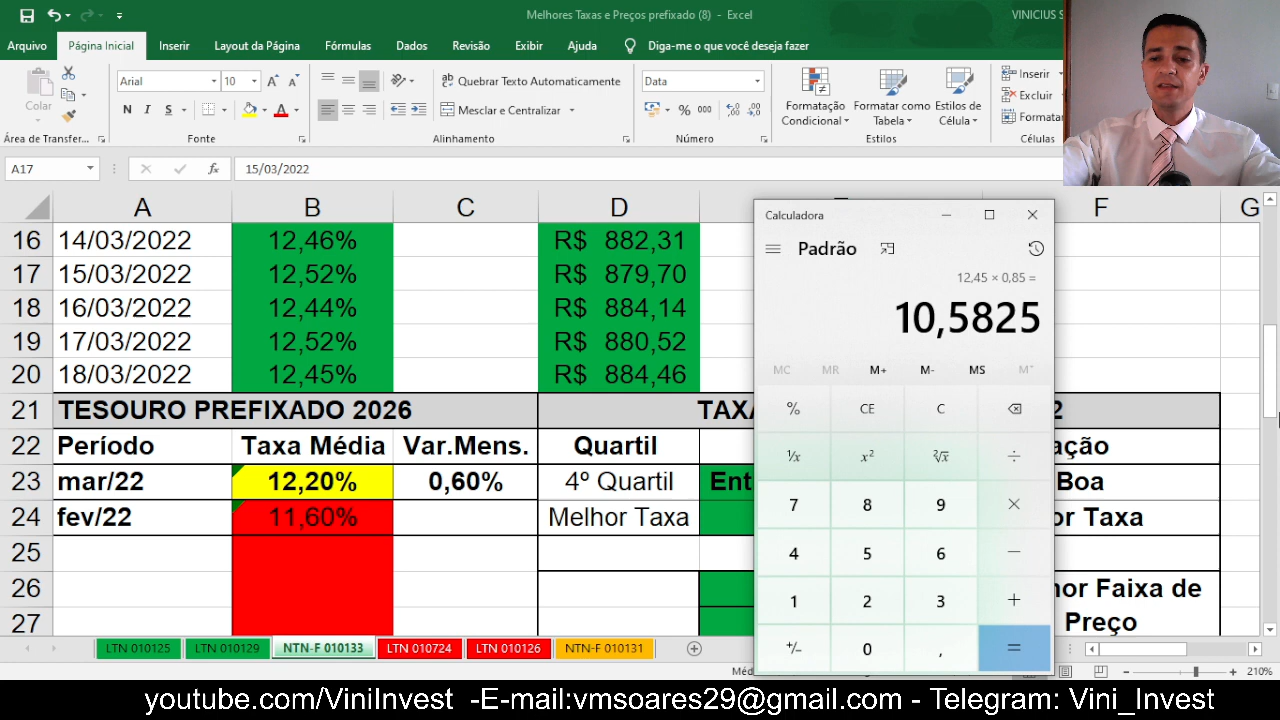 Melhores Taxas e Preços prefixado (8) - Excel
VINICIUS S
Arquivo Página Inicial Inserir Layout da Página Fórmulas Dados Revisão Exibir Ajuda Diga-me o que você deseja fazer
Colar
Arial 10
N I S
Quebrar Texto Automaticamente
Mesclar e Centralizar
Data
% 000
Formatação Condicional
Formatar como Tabela
Estilos de Célula
Inserir
Excluir
Formatar
Área de Transfer... Fonte Alinhamento Número Estilos Células
A17 fx 15/03/2022
A B C D F G
16 14/03/2022 12,46% R$ 882,31
17 15/03/2022 12,52% R$ 879,70
18 16/03/2022 12,44% R$ 884,14
19 17/03/2022 12,52% R$ 880,52
20 18/03/2022 12,45% R$ 884,46
21 TESOURO PREFIXADO 2026 TAXA 2
22 Período Taxa Média Var.Mens. Quartil ação
23 mar/22 12,20% 0,60% 4º Quartil Ent Boa
24 fev/22 11,60% Melhor Taxa or Taxa
25
26 hor Faixa de
27 Preço
Calculadora
Padrão
12,45 × 0,85 =
10,5825
MC MR M+ M- MS M˅
% CE C
¹/x x² ²√x ÷
7 8 9 ×
4 5 6 −
1 2 3 +
+/− 0 , =
LTN 010125 LTN 010129 NTN-F 010133 LTN 010724 LTN 010126 NTN-F 010131
Méd
210%
youtube.com/ViniInvest -E-mail:vmsoares29@gmail.com - Telegram: Vini_Invest